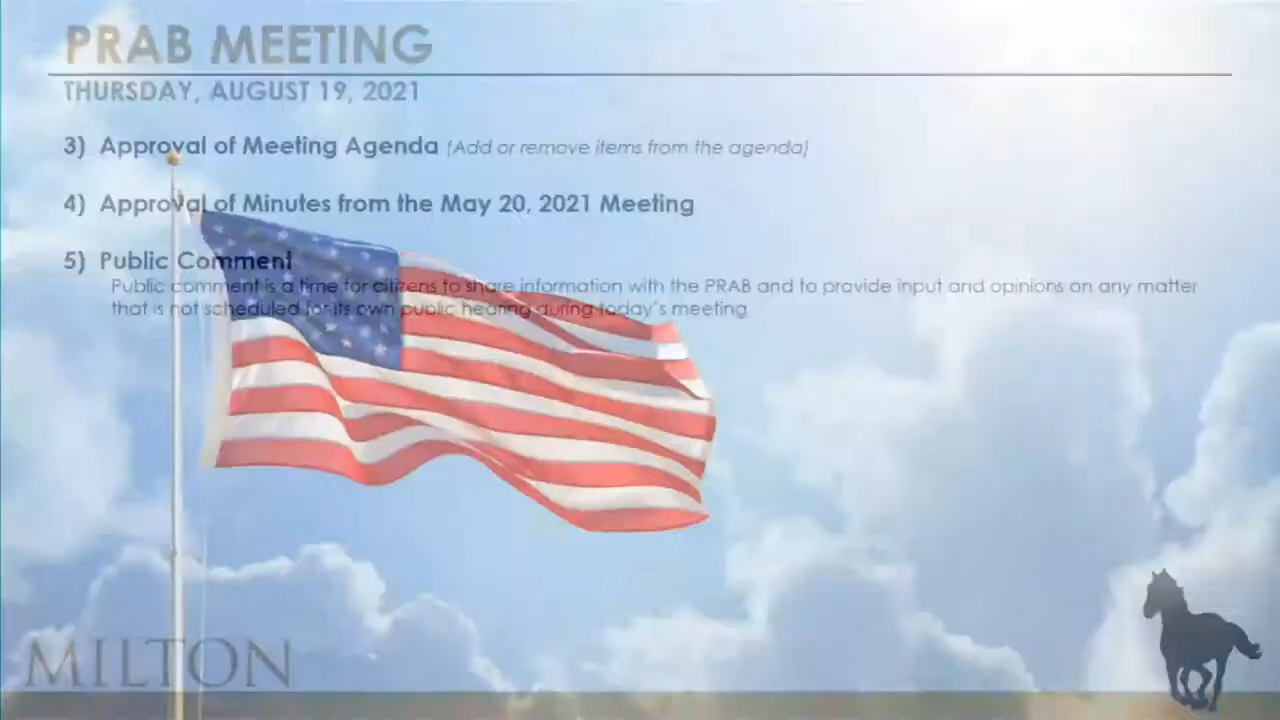 PRAB MEETING
THURSDAY, AUGUST 19, 2021
3) Approval of Meeting Agenda (Add or remove items from the agenda)
4) Approval of Minutes from the May 20, 2021 Meeting
5) Public Comment
Public comment is a time for citizens to share information with the PRAB and to provide input and opinions on any matter
that is not scheduled for its own public hearing during today's meeting
MILTON